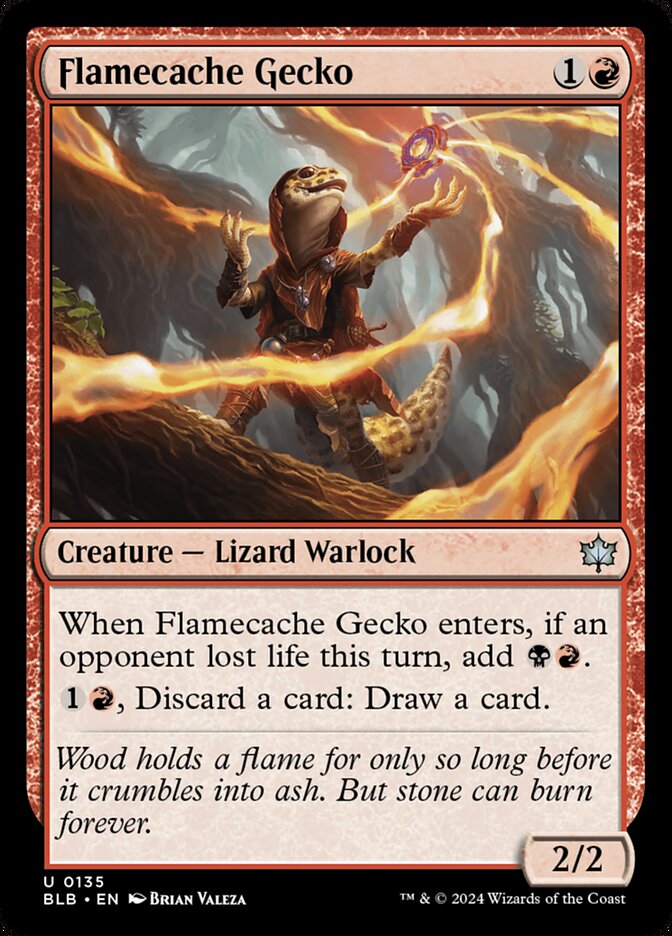 Flamecache Gecko 1
Creature — Lizard Warlock
When Flamecache Gecko enters, if an
opponent lost life this turn, add .
1 , Discard a card: Draw a card.
Wood holds a flame for only so long before
it crumbles into ash. But stone can burn
forever.
2/2
U 0135
BLB • EN Brian Valeza
™ & © 2024 Wizards of the Coast